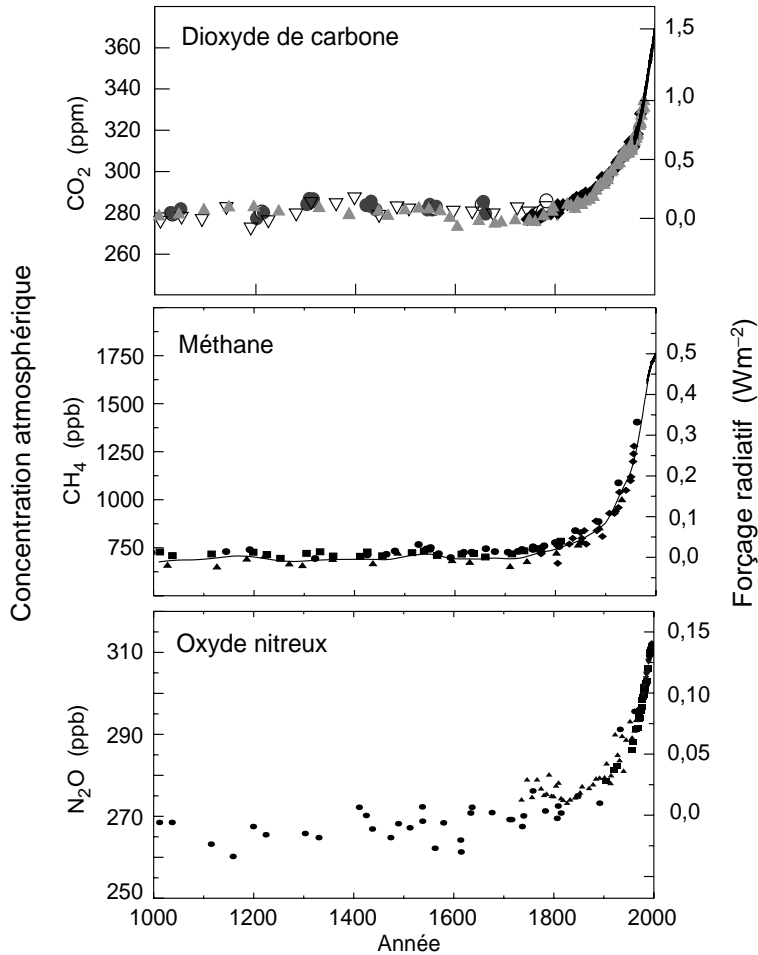 Concentration atmosphérique
Forçage radiatif (Wm⁻²)
Dioxyde de carbone
CO₂ (ppm)
360
340
320
300
280
260
1,5
1,0
0,5
0,0
Méthane
CH₄ (ppb)
1750
1500
1250
1000
750
0,5
0,4
0,3
0,2
0,1
0,0
Oxyde nitreux
N₂O (ppb)
310
290
270
250
0,15
0,10
0,05
0,0
1000 1200 1400 1600 1800 2000
Année